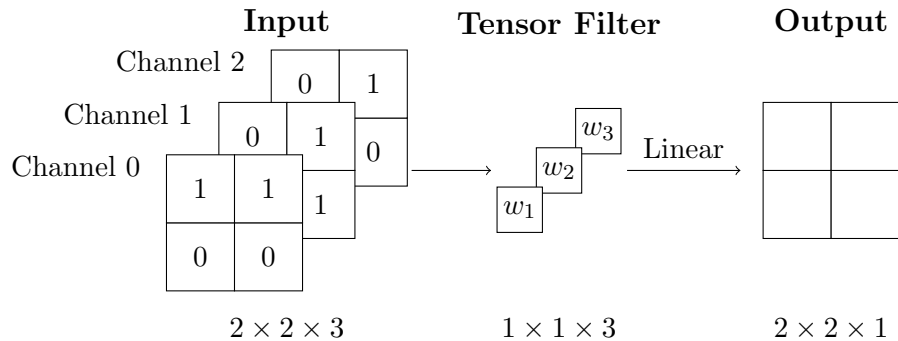 Input Tensor Filter Output
Channel 2
0 1
Channel 1
0 1 0
Channel 0
1 1 1
0 0
w₃
w₂
w₁
Linear
2 × 2 × 3 1 × 1 × 3 2 × 2 × 1